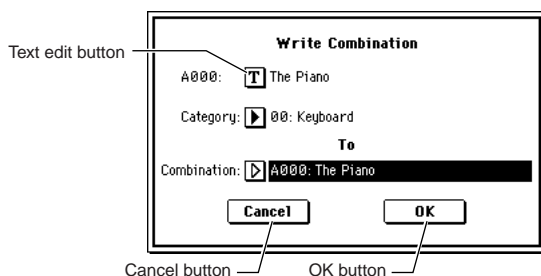 Write Combination
Text edit button
A000: T The Piano
Category: 00: Keyboard
To
Combination: A000: The Piano
Cancel OK
Cancel button OK button